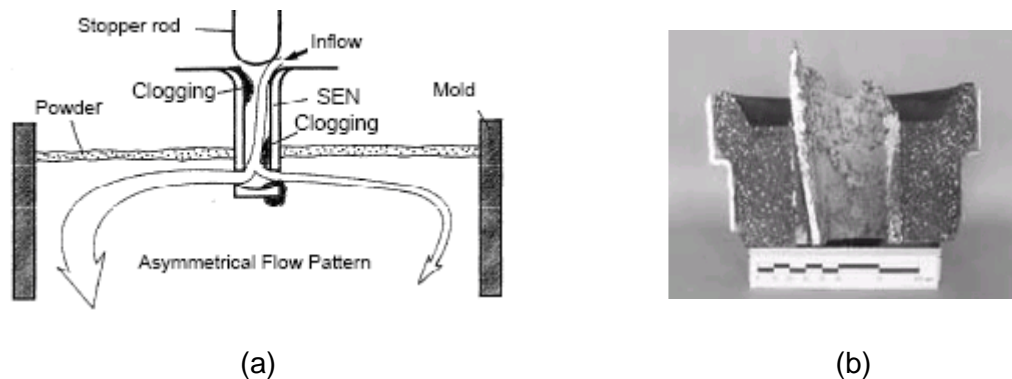 Stopper rod
Inflow
Clogging
SEN
Mold
Powder
Clogging
Asymmetrical Flow Pattern
(a)
(b)